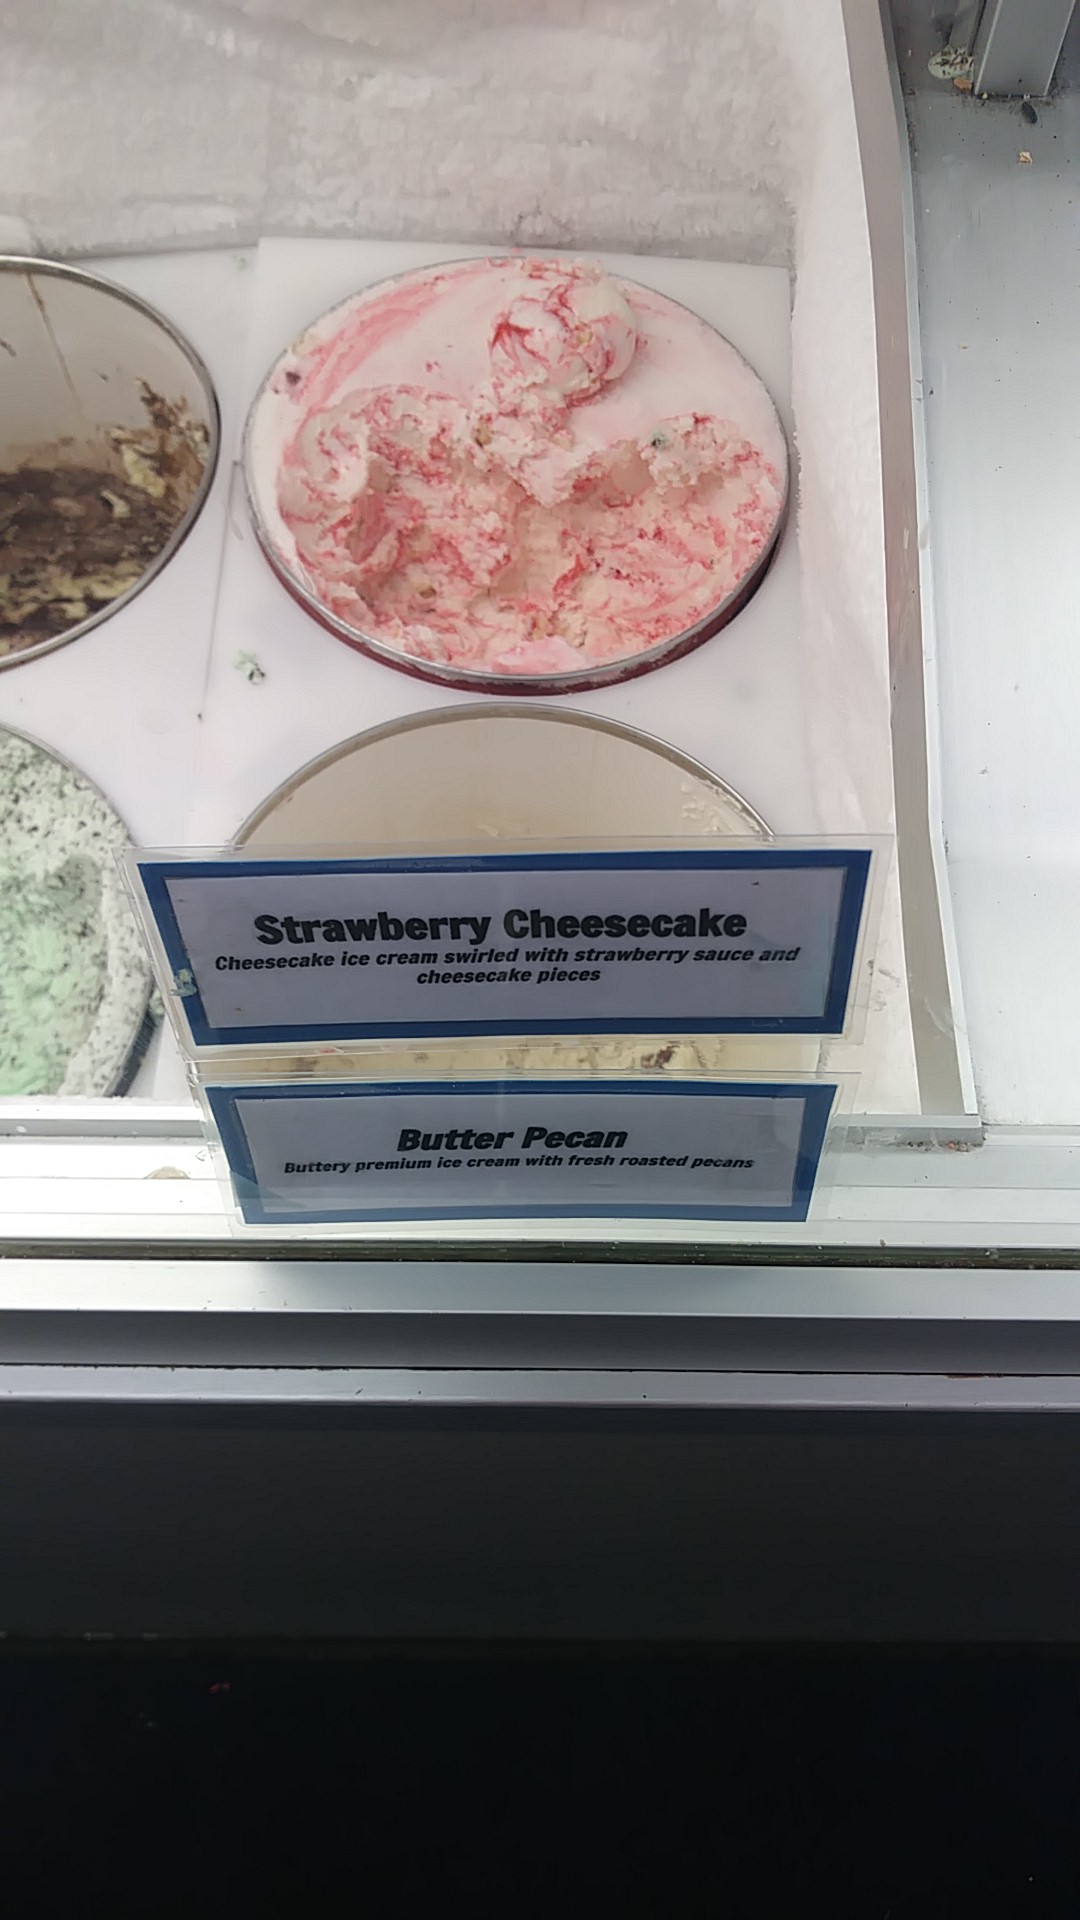 Strawberry Cheesecake
Cheesecake ice cream swirled with strawberry sauce and
cheesecake pieces
Butter Pecan
Buttery premium ice cream with fresh roasted pecans